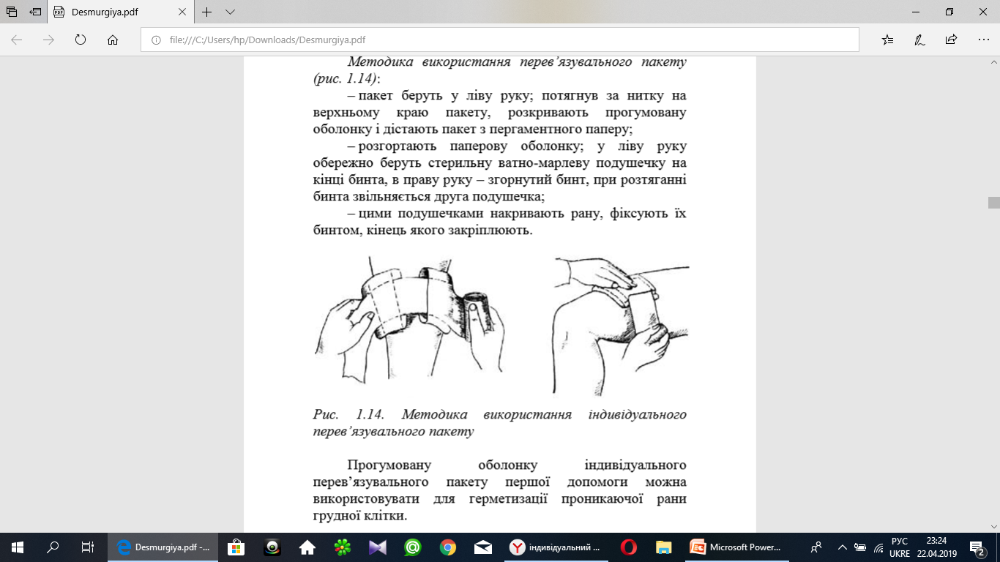 Desmurgiya.pdf
file:///C:/Users/hp/Downloads/Desmurgiya.pdf
Методика використання перев’язувального пакету
(рис. 1.14):
– пакет беруть у ліву руку; потягнув за нитку на
верхньому краю пакету, розкривають прогумовану
оболонку і дістають пакет з пергаментного паперу;
– розгортають паперову оболонку; у ліву руку
обережно беруть стерильну ватно-марлеву подушечку на
кінці бинта, в праву руку – згорнутий бинт, при розтяганні
бинта звільняється друга подушечка;
– цими подушечками накривають рану, фіксують їх
бинтом, кінець якого закріплюють.
Рис. 1.14. Методика використання індивідуального
перев’язувального пакету
Прогумовану оболонку індивідуального
перев’язувального пакету першої допомоги можна
використовувати для герметизації проникаючої рани
грудної клітки.
Desmurgiya.pdf -...
індивідуальний ...
Microsoft Power...
РУС
UKRE
23:24
22.04.2019
2